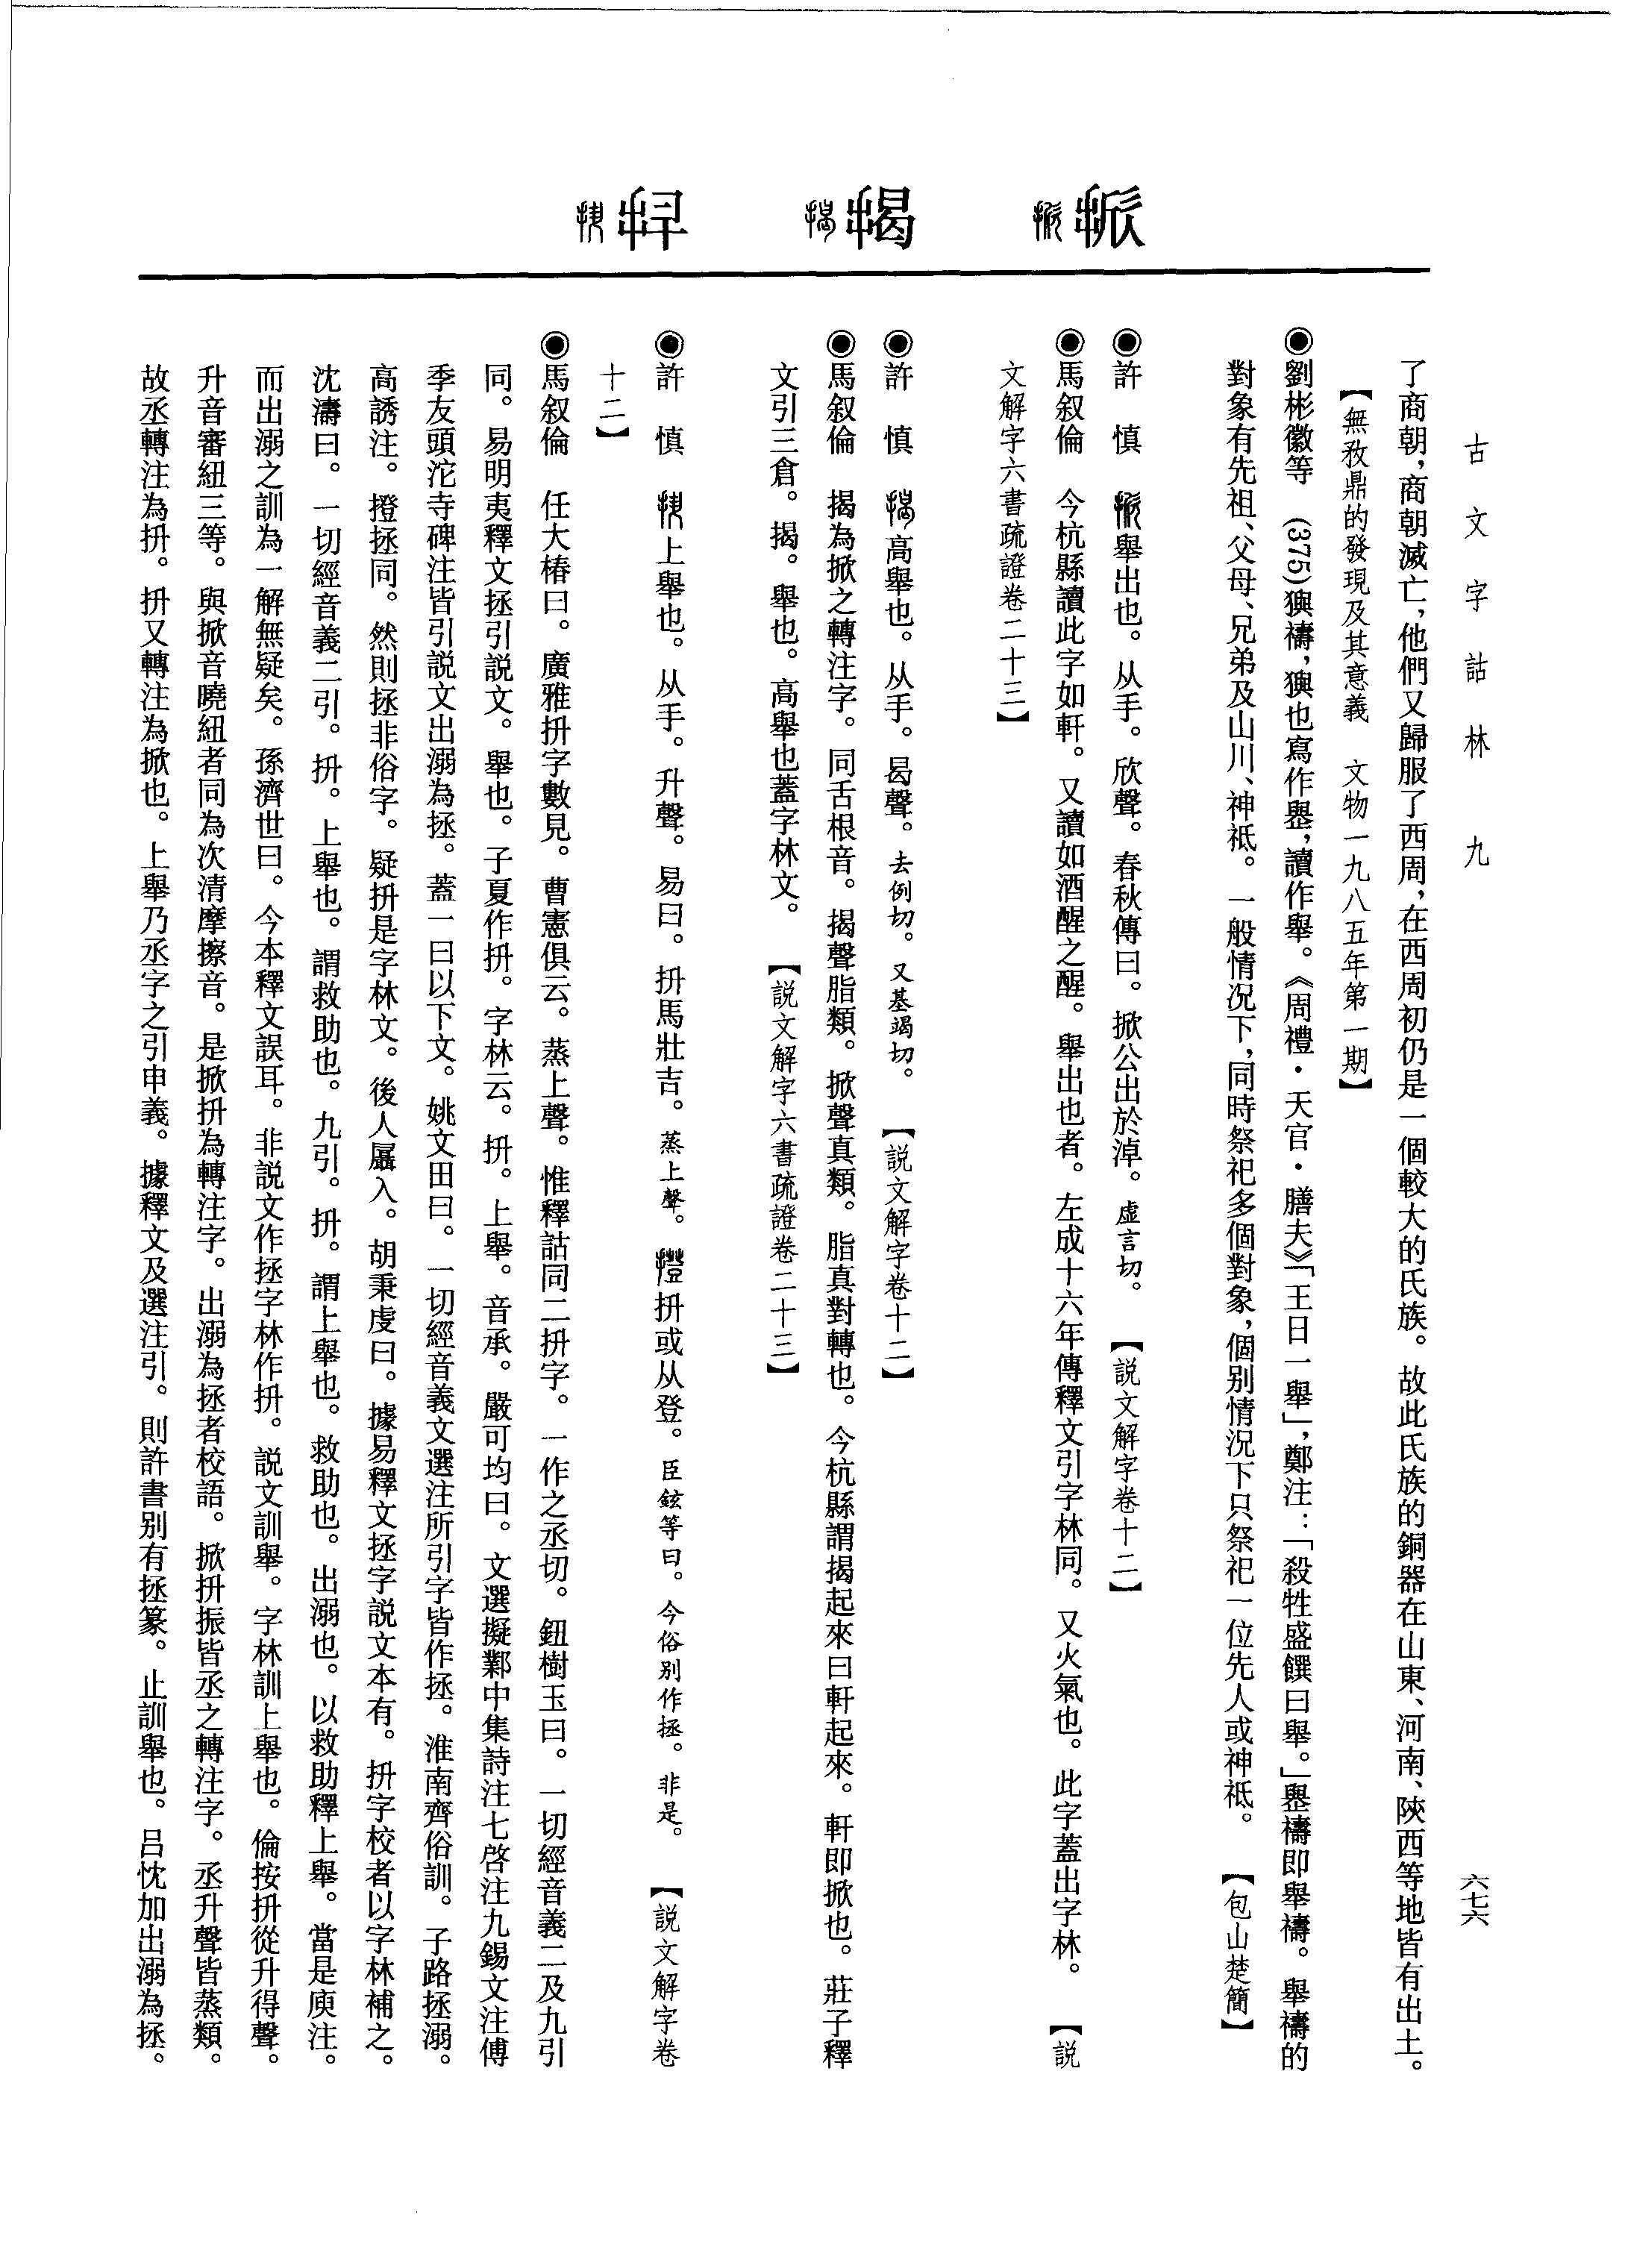 古文字詁林 九
六七六
了商朝，商朝滅亡，他們又歸服了西周，在西周初仍是一個較大的氏族。故此氏族的銅器在山東、河南、陝西等地皆有出土。
【無敄鼎的發現及其意義　文物一九八五年第一期】
◉劉彬徽等　(375)㺞禱，㺞也寫作𦦲，讀作舉。《周禮・天官・膳夫》「王日一舉」，鄭注：「殺牲盛饌曰舉。」𦦲禱即舉禱。舉禱的
對象有先祖、父母、兄弟及山川、神祇。一般情況下，同時祭祀多個對象，個別情況下只祭祀一位先人或神祇。【包山楚簡】
掀
◉許　慎　掀舉出也。从手。欣聲。春秋傳曰。掀公出於淖。虛言切。【説文解字卷十二】
◉馬叙倫　今杭縣讀此字如軒。又讀如酒醒之醒。舉出也者。左成十六年傳釋文引字林同。又火氣也。此字蓋出字林。【説
文解字六書疏證卷二十三】
揭
◉許　慎　揭高舉也。从手。曷聲。去例切。又基竭切。【説文解字卷十二】
◉馬叙倫　揭為掀之轉注字。同舌根音。揭聲脂類。掀聲真類。脂真對轉也。今杭縣謂揭起來曰軒起來。軒即掀也。莊子釋
文引三倉。揭。舉也。高舉也蓋字林文。【説文解字六書疏證卷二十三】
抍
◉許　慎　抍上舉也。从手。升聲。易曰。抍馬壯吉。蒸上聲。撜抍或从登。臣鉉等曰。今俗别作拯。非是。【説文解字卷
十二】
◉馬叙倫　任大椿曰。廣雅抍字數見。曹憲俱云。蒸上聲。惟釋詁同二抍字。一作之丞切。鈕樹玉曰。一切經音義二及九引
同。易明夷釋文拯引説文。舉也。子夏作抍。字林云。抍。上舉。音承。嚴可均曰。文選擬鄴中集詩注七啓注九錫文注傅
季友頭沱寺碑注皆引説文出溺為拯。蓋一曰以下文。姚文田曰。一切經音義文選注所引字皆作拯。淮南齊俗訓。子路拯溺。
高誘注。撜拯同。然則拯非俗字。疑抍是字林文。後人羼入。胡秉虔曰。據易釋文拯字説文本有。抍字校者以字林補之。
沈濤曰。一切經音義二引。抍。上舉也。謂救助也。九引。抍。謂上舉也。救助也。出溺也。以救助釋上舉。當是庾注。
而出溺之訓為一解無疑矣。孫濟世曰。今本釋文誤耳。非説文作拯字林作抍。説文訓舉。字林訓上舉也。倫按抍從升得聲。
升音審紐三等。與掀音曉紐者同為次清摩擦音。是掀抍為轉注字。出溺為拯者校語。掀抍振皆丞之轉注字。丞升聲皆蒸類。
故丞轉注為抍。抍又轉注為掀也。上舉乃丞字之引申義。據釋文及選注引。則許書别有拯篆。止訓舉也。吕忱加出溺為拯。